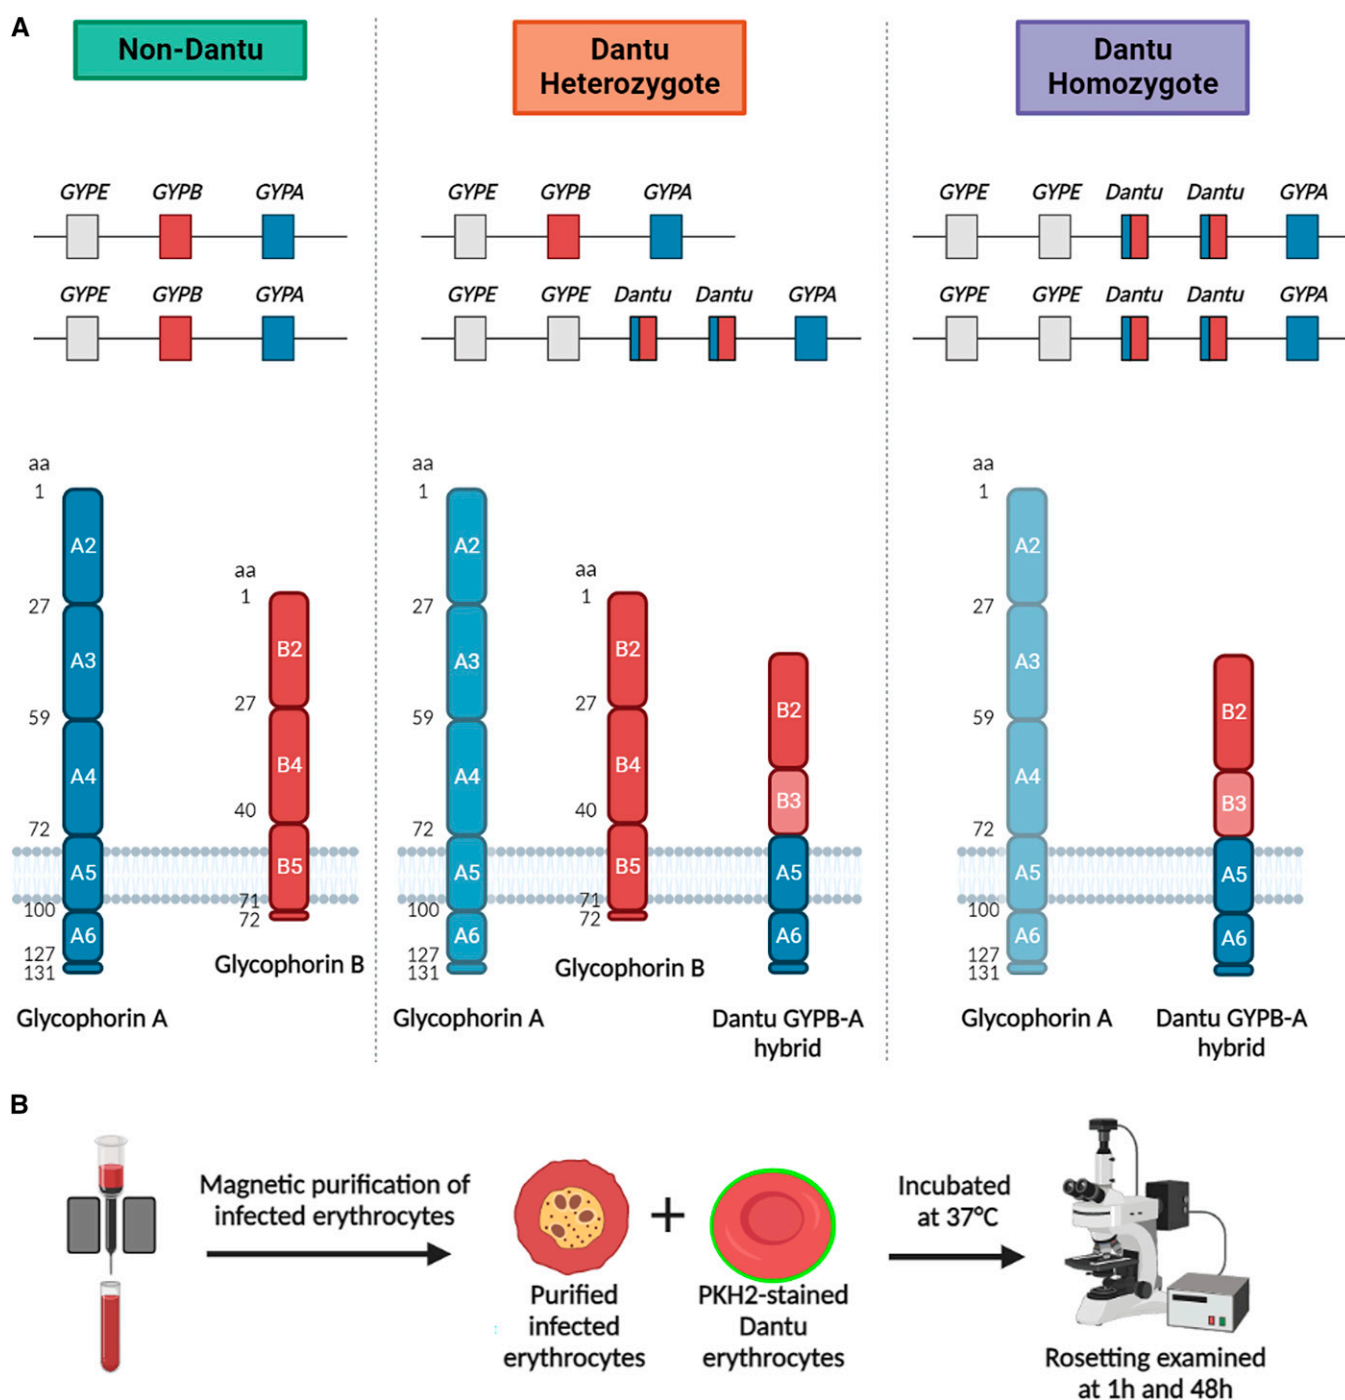 A
Non-Dantu
Dantu
Heterozygote
Dantu
Homozygote
GYPE GYPB GYPA
GYPE GYPB GYPA
GYPE GYPB GYPA
GYPE GYPE Dantu Dantu GYPA
GYPE GYPE Dantu Dantu GYPA
GYPE GYPE Dantu Dantu GYPA
aa
1
A2
27
A3
59
A4
72
A5
100
A6
127
131
Glycophorin A
aa
1
B2
27
B4
40
B5
71
72
Glycophorin B
aa
1
A2
27
A3
59
A4
72
A5
100
A6
127
131
Glycophorin A
aa
1
B2
27
B4
40
B5
71
72
Glycophorin B
B2
B3
A5
A6
Dantu GYPB-A
hybrid
aa
1
A2
27
A3
59
A4
72
A5
100
A6
127
131
Glycophorin A
B2
B3
A5
A6
Dantu GYPB-A
hybrid
B
Magnetic purification of
infected erythrocytes
+
Purified
infected
erythrocytes
PKH2-stained
Dantu
erythrocytes
Incubated
at 37°C
Rosetting examined
at 1h and 48h